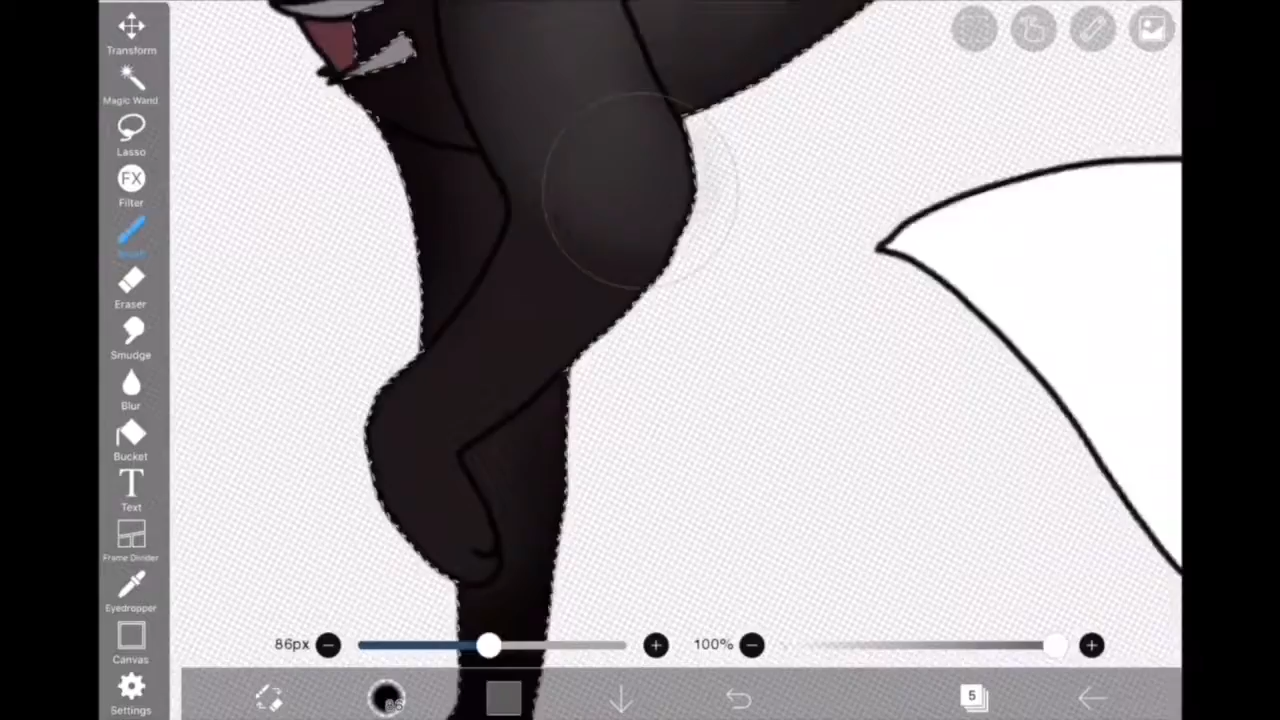 Transform
Magic Wand
Lasso
FX
Filter
Brush
Eraser
Smudge
Blur
Bucket
T
Text
Frame Divider
Eyedropper
Canvas
Settings
86px
100%
5